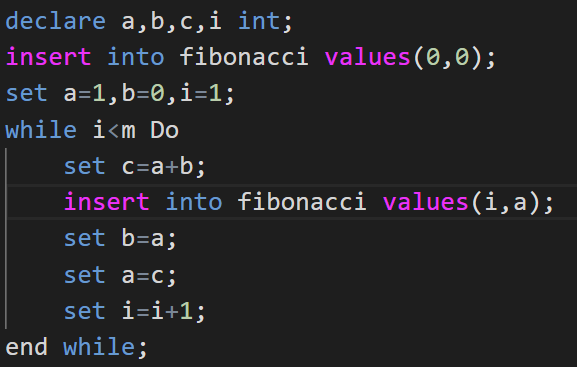 declare a,b,c,i int;
insert into fibonacci values(0,0);
set a=1,b=0,i=1;
while i<m Do
set c=a+b;
insert into fibonacci values(i,a);
set b=a;
set a=c;
set i=i+1;
end while;